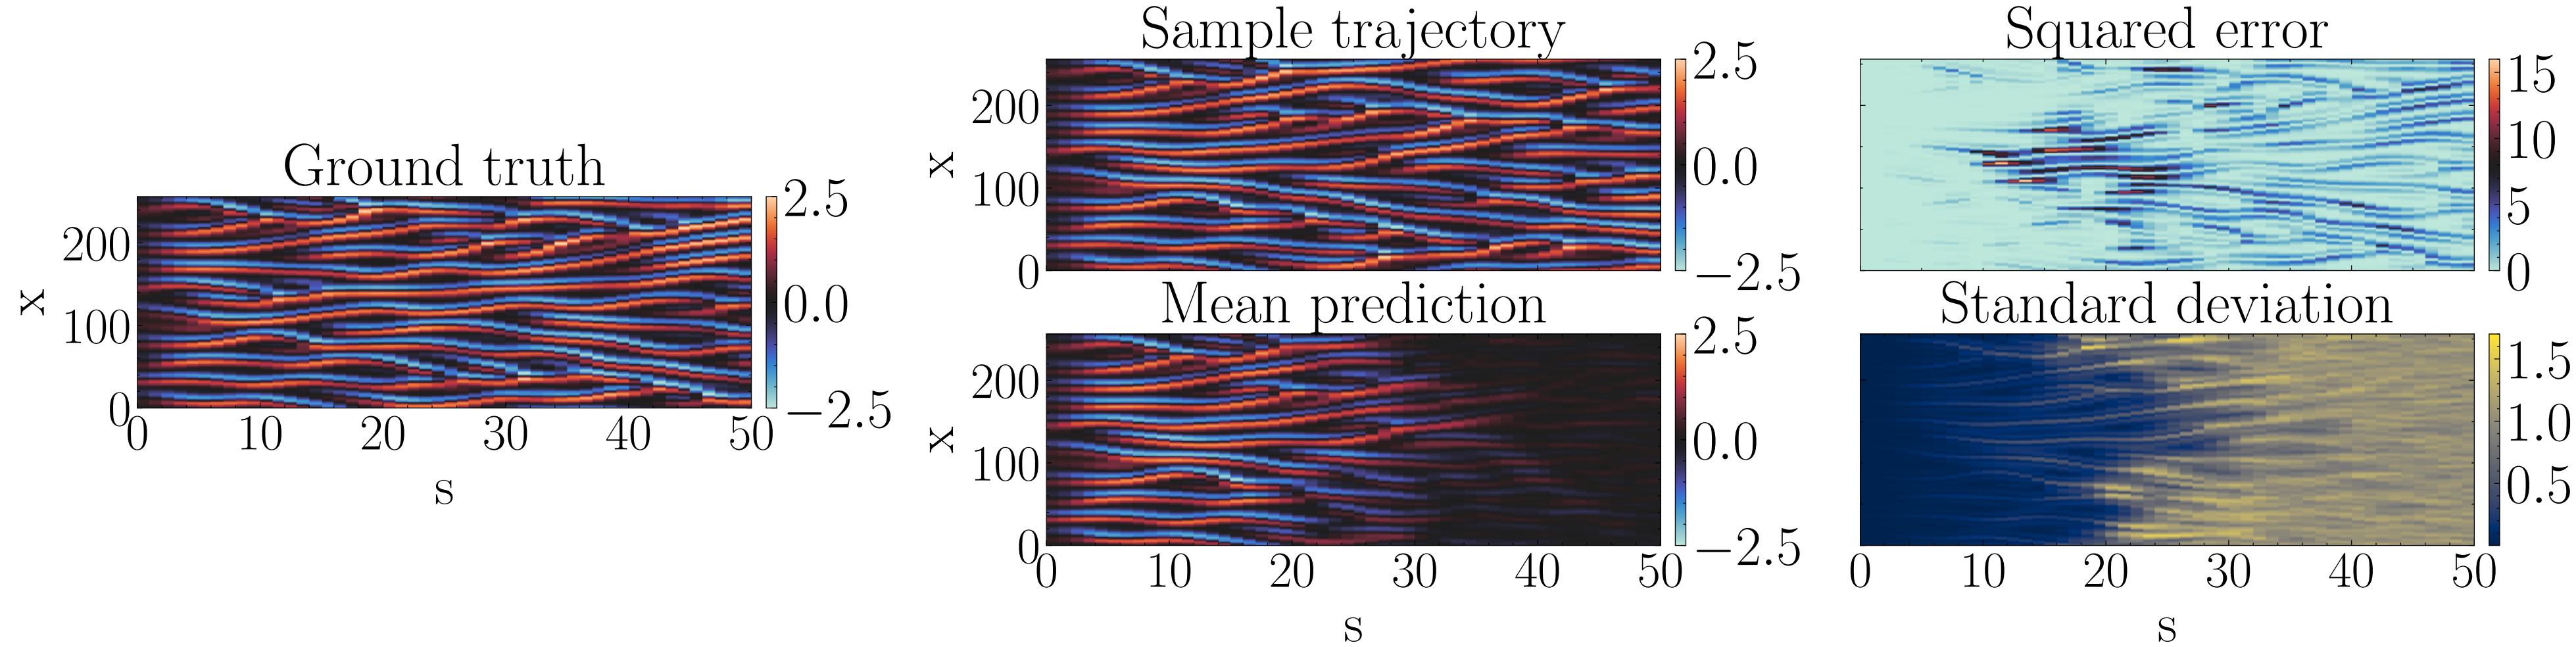 Ground truth
x
200
100
0
0 10 20 30 40 50
s
2.5
0.0
−2.5
Sample trajectory
x
200
100
0
2.5
0.0
−2.5
Squared error
15
10
5
0
Mean prediction
x
200
100
0
0 10 20 30 40 50
s
2.5
0.0
−2.5
Standard deviation
0 10 20 30 40 50
s
1.5
1.0
0.5